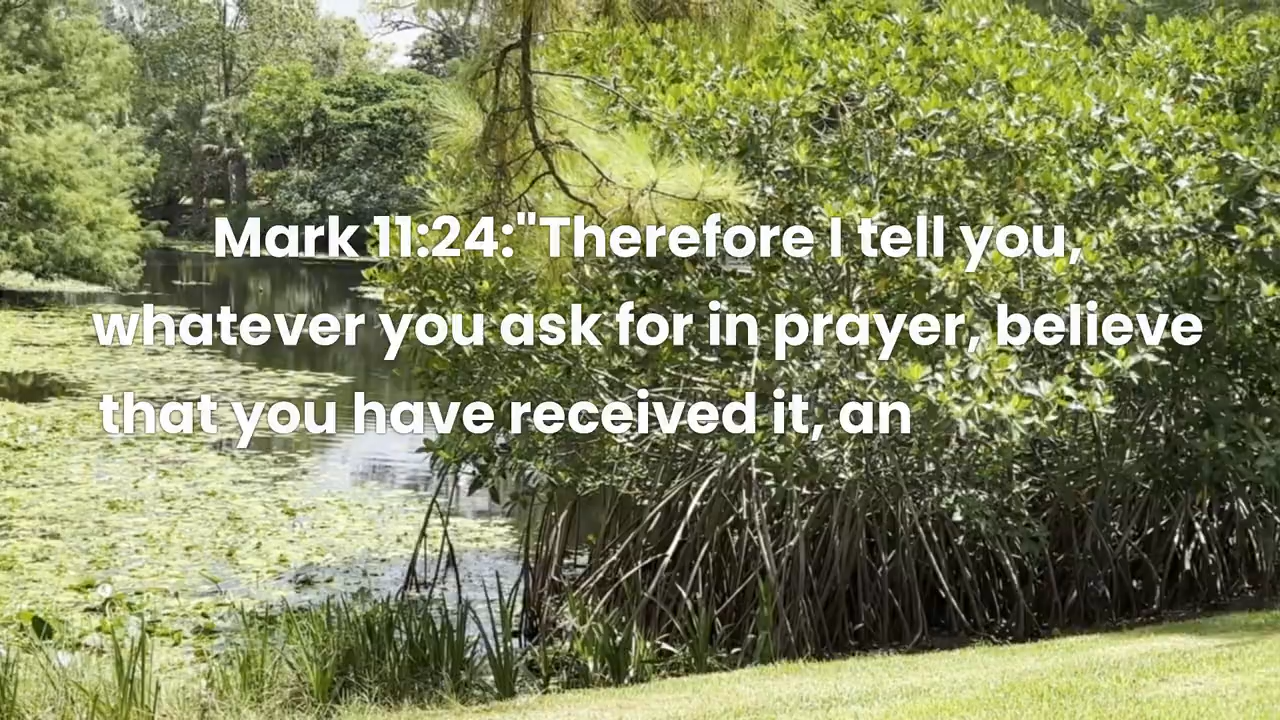 Mark 11:24:"Therefore I tell you,
whatever you ask for in prayer, believe
that you have received it, an